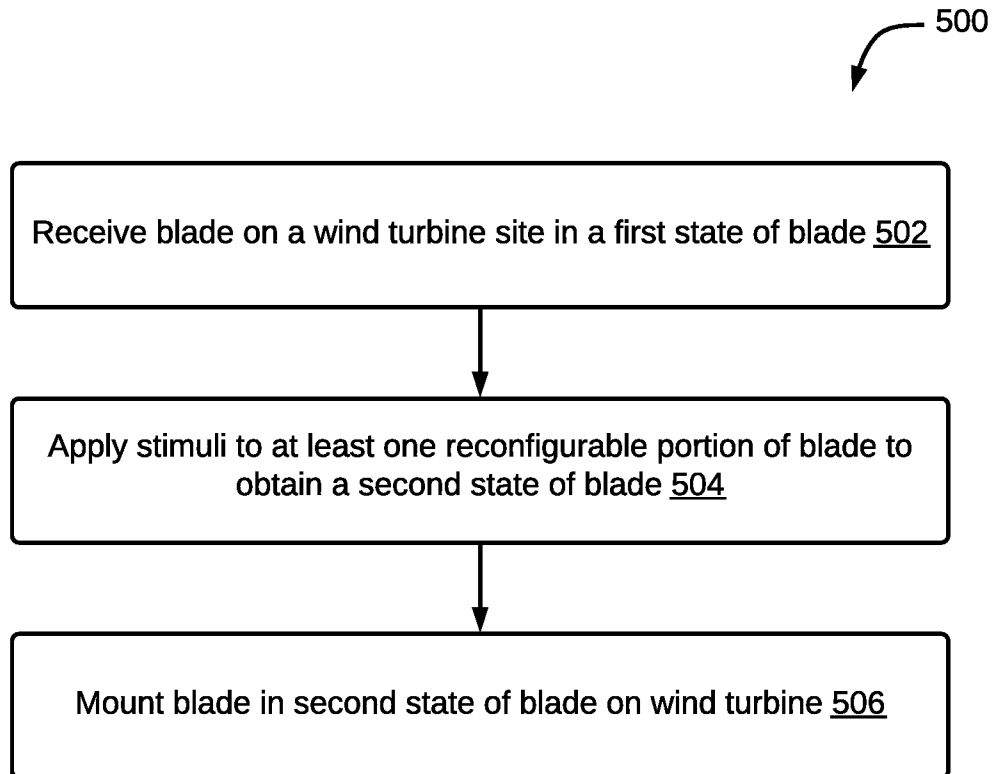 500
Receive blade on a wind turbine site in a first state of blade 502
Apply stimuli to at least one reconfigurable portion of blade to
obtain a second state of blade 504
Mount blade in second state of blade on wind turbine 506